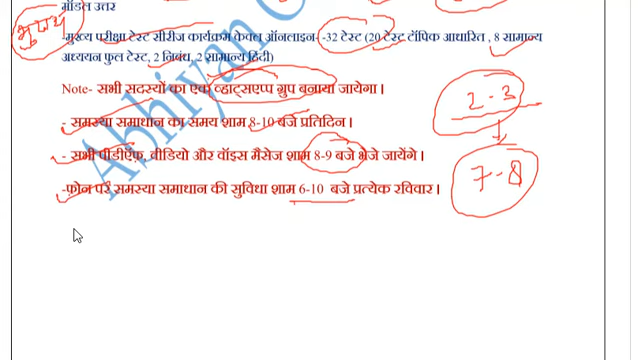 मॉडल उत्तर
मुख्य
-मुख्य परीक्षा टेस्ट सीरीज कार्यक्रम केवल ऑनलाइन- -32 टेस्ट (20 टेस्ट टॉपिक आधारित , 8 सामान्य
अध्ययन फुल टेस्ट, 2 निबंध, 2 सामान्य हिंदी)
Note- सभी सदस्यों का एक व्हाट्सएप्प ग्रुप बनाया जायेगा ।
2-3
- समस्या समाधान का समय शाम 8-10 बजे प्रतिदिन ।
- सभी पीडीऍफ़, वीडियो और वॉइस मैसेज शाम 8-9 बजे भेजे जायेंगे ।
7-8
- फ़ोन पर समस्या समाधान की सुविधा शाम 6-10 बजे प्रत्येक रविवार ।
Abhiyan